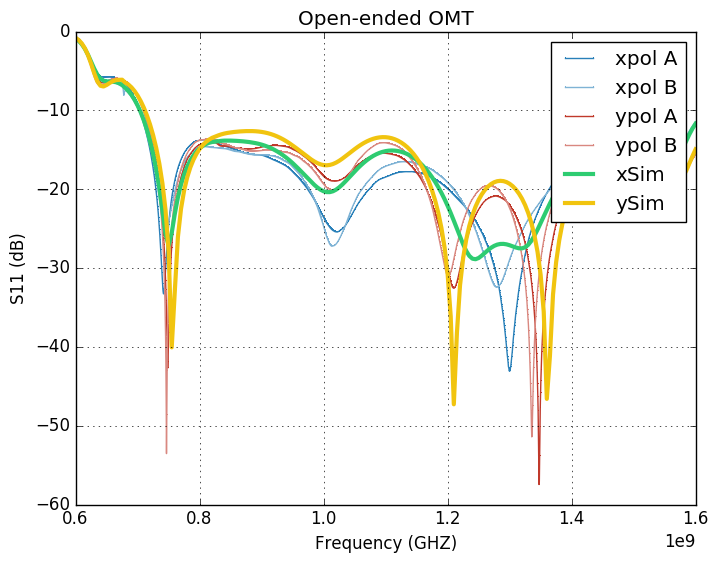 Open-ended OMT
0
−10
−20
−30
−40
−50
−60
S11 (dB)
xpol A
xpol B
ypol A
ypol B
xSim
ySim
0.6 0.8 1.0 1.2 1.4 1.6
1e9
Frequency (GHZ)